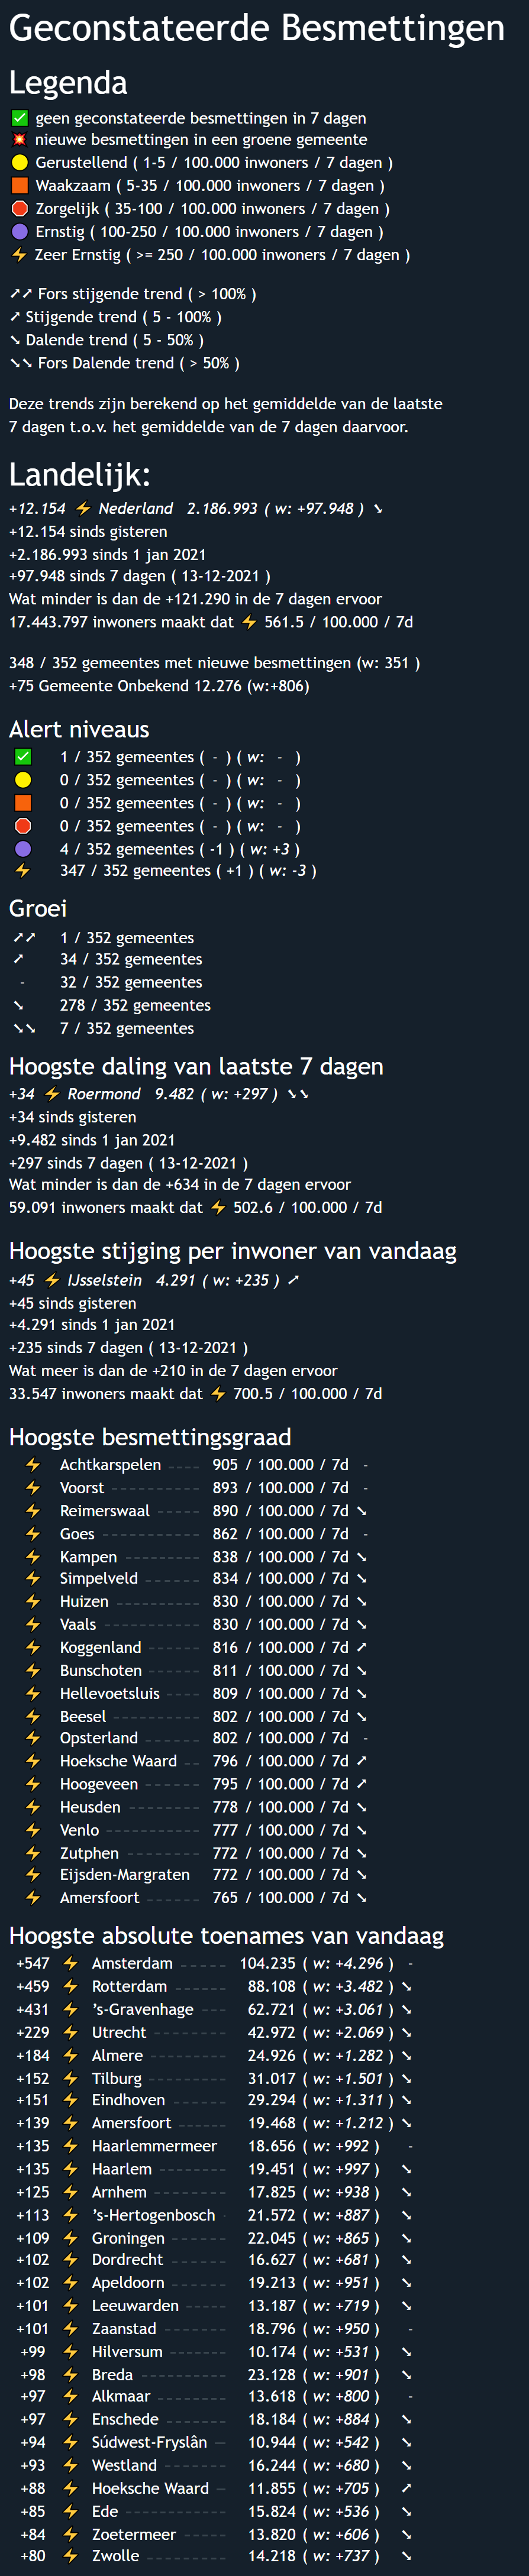 Geconstateerde Besmettingen
Legenda
✅ geen geconstateerde besmettingen in 7 dagen
💥 nieuwe besmettingen in een groene gemeente
🟡 Gerustellend ( 1-5 / 100.000 inwoners / 7 dagen )
🟧 Waakzaam ( 5-35 / 100.000 inwoners / 7 dagen )
🛑 Zorgelijk ( 35-100 / 100.000 inwoners / 7 dagen )
🟣 Ernstig ( 100-250 / 100.000 inwoners / 7 dagen )
⚡ Zeer Ernstig ( >= 250 / 100.000 inwoners / 7 dagen )
➚➚ Fors stijgende trend ( > 100% )
➚ Stijgende trend ( 5 - 100% )
➘ Dalende trend ( 5 - 50% )
➘➘ Fors Dalende trend ( > 50% )
Deze trends zijn berekend op het gemiddelde van de laatste
7 dagen t.o.v. het gemiddelde van de 7 dagen daarvoor.
Landelijk:
+12.154 ⚡ Nederland 2.186.993 ( w: +97.948 ) ➘
+12.154 sinds gisteren
+2.186.993 sinds 1 jan 2021
+97.948 sinds 7 dagen ( 13-12-2021 )
Wat minder is dan de +121.290 in de 7 dagen ervoor
17.443.797 inwoners maakt dat ⚡ 561.5 / 100.000 / 7d
348 / 352 gemeentes met nieuwe besmettingen (w: 351 )
+75 Gemeente Onbekend 12.276 (w:+806)
Alert niveaus
✅ 1 / 352 gemeentes ( - ) ( w: - )
🟡 0 / 352 gemeentes ( - ) ( w: - )
🟧 0 / 352 gemeentes ( - ) ( w: - )
🛑 0 / 352 gemeentes ( - ) ( w: - )
🟣 4 / 352 gemeentes ( -1 ) ( w: +3 )
⚡ 347 / 352 gemeentes ( +1 ) ( w: -3 )
Groei
➚➚ 1 / 352 gemeentes
➚ 34 / 352 gemeentes
- 32 / 352 gemeentes
➘ 278 / 352 gemeentes
➘➘ 7 / 352 gemeentes
Hoogste daling van laatste 7 dagen
+34 ⚡ Roermond 9.482 ( w: +297 ) ➘➘
+34 sinds gisteren
+9.482 sinds 1 jan 2021
+297 sinds 7 dagen ( 13-12-2021 )
Wat minder is dan de +634 in de 7 dagen ervoor
59.091 inwoners maakt dat ⚡ 502.6 / 100.000 / 7d
Hoogste stijging per inwoner van vandaag
+45 ⚡ IJsselstein 4.291 ( w: +235 ) ➚
+45 sinds gisteren
+4.291 sinds 1 jan 2021
+235 sinds 7 dagen ( 13-12-2021 )
Wat meer is dan de +210 in de 7 dagen ervoor
33.547 inwoners maakt dat ⚡ 700.5 / 100.000 / 7d
Hoogste besmettingsgraad
⚡ Achtkarspelen ---- 905 / 100.000 / 7d -
⚡ Voorst ----------- 893 / 100.000 / 7d -
⚡ Reimerswaal ------ 890 / 100.000 / 7d ➘
⚡ Goes ------------ 862 / 100.000 / 7d -
⚡ Kampen --------- 838 / 100.000 / 7d ➘
⚡ Simpelveld ------ 834 / 100.000 / 7d ➘
⚡ Huizen ---------- 830 / 100.000 / 7d ➘
⚡ Vaals ----------- 830 / 100.000 / 7d ➘
⚡ Koggenland ------ 816 / 100.000 / 7d ➚
⚡ Bunschoten ------ 811 / 100.000 / 7d ➘
⚡ Hellevoetsluis ---- 809 / 100.000 / 7d ➘
⚡ Beesel ---------- 802 / 100.000 / 7d ➘
⚡ Opsterland ------ 802 / 100.000 / 7d -
⚡ Hoeksche Waard -- 796 / 100.000 / 7d ➚
⚡ Hoogeveen ------ 795 / 100.000 / 7d ➚
⚡ Heusden --------- 778 / 100.000 / 7d ➘
⚡ Venlo ----------- 777 / 100.000 / 7d ➘
⚡ Zutphen --------- 772 / 100.000 / 7d ➘
⚡ Eijsden-Margraten 772 / 100.000 / 7d ➘
⚡ Amersfoort ------ 765 / 100.000 / 7d ➘
Hoogste absolute toenames van vandaag
+547 ⚡ Amsterdam ----- 104.235 ( w: +4.296 ) -
+459 ⚡ Rotterdam ------ 88.108 ( w: +3.482 ) ➘
+431 ⚡ 's-Gravenhage --- 62.721 ( w: +3.061 ) ➘
+229 ⚡ Utrecht --------- 42.972 ( w: +2.069 ) ➘
+184 ⚡ Almere --------- 24.926 ( w: +1.282 ) ➘
+152 ⚡ Tilburg --------- 31.017 ( w: +1.501 ) ➘
+151 ⚡ Eindhoven ------ 29.294 ( w: +1.311 ) ➘
+139 ⚡ Amersfoort ------ 19.468 ( w: +1.212 ) ➘
+135 ⚡ Haarlemmermeer 18.656 ( w: +992 ) -
+135 ⚡ Haarlem -------- 19.451 ( w: +997 ) ➘
+125 ⚡ Arnhem -------- 17.825 ( w: +938 ) ➘
+113 ⚡ 's-Hertogenbosch - 21.572 ( w: +887 ) ➘
+109 ⚡ Groningen ------ 22.045 ( w: +865 ) ➘
+102 ⚡ Dordrecht ------ 16.627 ( w: +681 ) ➘
+102 ⚡ Apeldoorn ------ 19.213 ( w: +951 ) ➘
+101 ⚡ Leeuwarden ----- 13.187 ( w: +719 ) ➘
+101 ⚡ Zaanstad -------- 18.796 ( w: +950 ) -
+99 ⚡ Hilversum ------- 10.174 ( w: +531 ) ➘
+98 ⚡ Breda ---------- 23.128 ( w: +901 ) ➘
+97 ⚡ Alkmaar -------- 13.618 ( w: +800 ) -
+97 ⚡ Enschede ------- 18.184 ( w: +884 ) ➘
+94 ⚡ Súdwest-Fryslân -- 10.944 ( w: +542 ) ➘
+93 ⚡ Westland ------- 16.244 ( w: +680 ) ➘
+88 ⚡ Hoeksche Waard -- 11.855 ( w: +705 ) ➚
+85 ⚡ Ede ------------ 15.824 ( w: +536 ) ➘
+84 ⚡ Zoetermeer ----- 13.820 ( w: +606 ) ➘
+80 ⚡ Zwolle --------- 14.218 ( w: +737 ) ➘